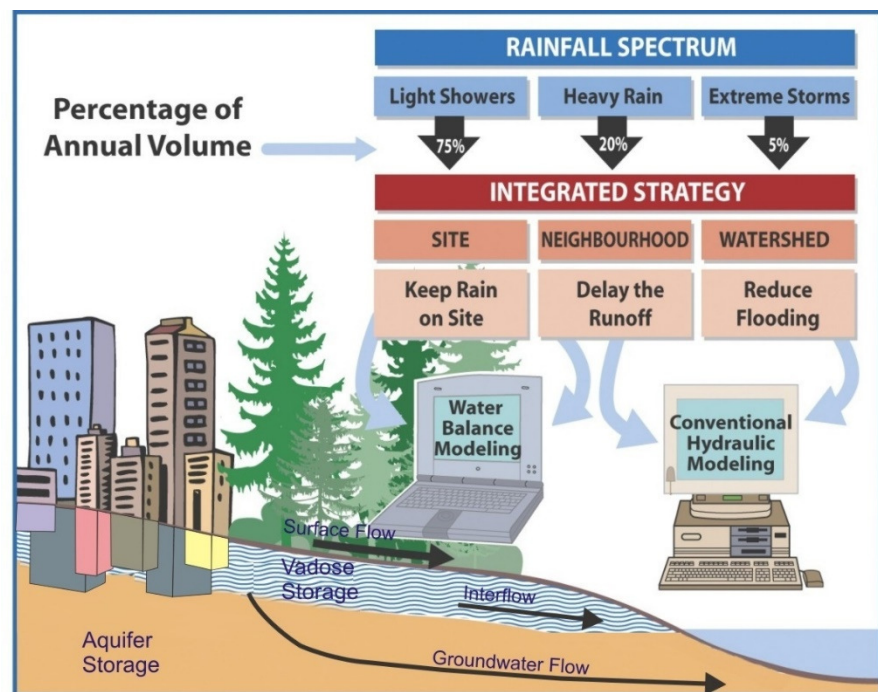 RAINFALL SPECTRUM
Percentage of
Annual Volume
Light Showers
Heavy Rain
Extreme Storms
75%
20%
5%
INTEGRATED STRATEGY
SITE
NEIGHBOURHOOD
WATERSHED
Keep Rain
on Site
Delay the
Runoff
Reduce
Flooding
Water
Balance
Modeling
Conventional
Hydraulic
Modeling
Surface Flow
Vadose
Storage
Interflow
Aquifer
Storage
Groundwater Flow